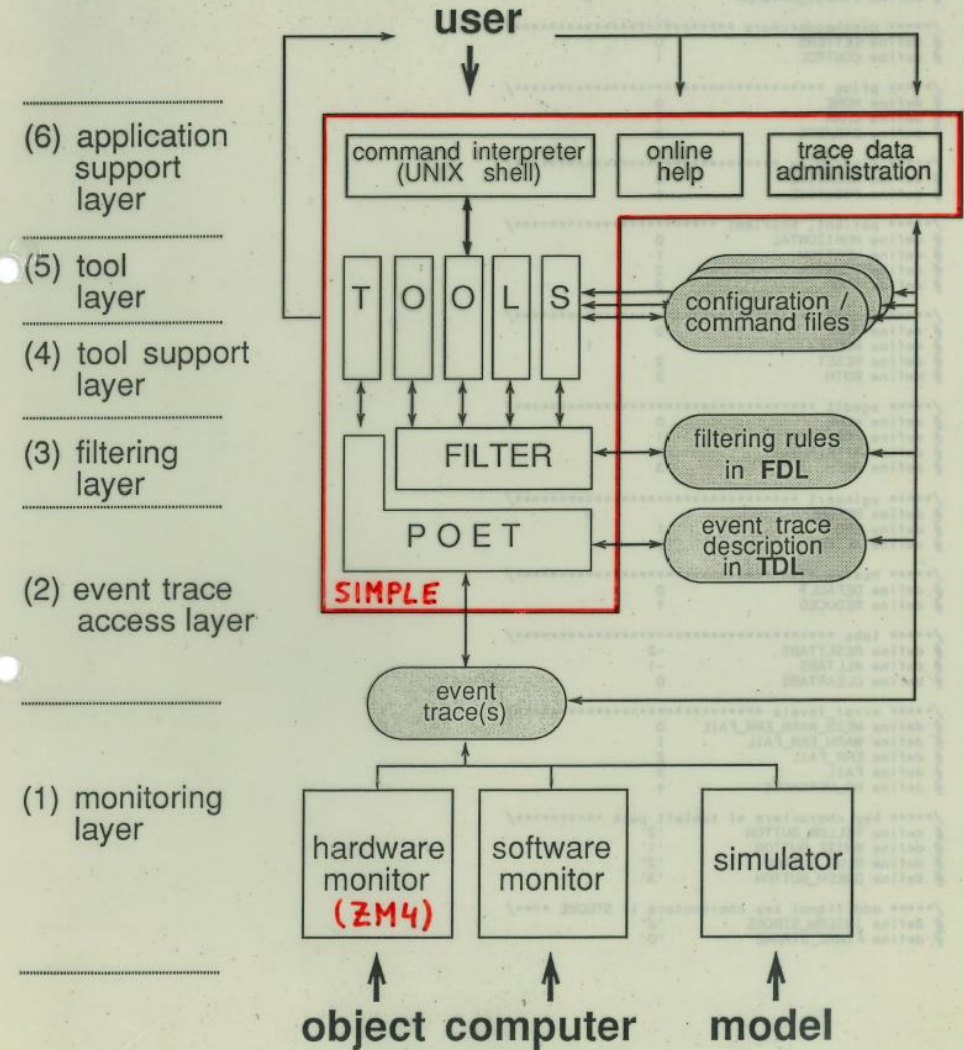 user
(6) application
support
layer
command interpreter
(UNIX shell)
online
help
trace data
administration
(5) tool
layer
T O O L S
configuration /
command files
(4) tool support
layer
(3) filtering
layer
FILTER
filtering rules
in FDL
POET
event trace
description
in TDL
(2) event trace
access layer
SIMPLE
event
trace(s)
(1) monitoring
layer
hardware
monitor
(ZM4)
software
monitor
simulator
object computer
model